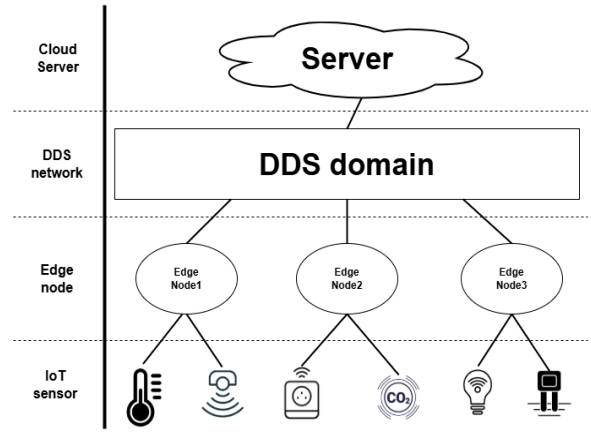 Cloud
Server
Server
DDS
network
DDS domain
Edge
node
Edge
Node1
Edge
Node2
Edge
Node3
IoT
sensor
CO2